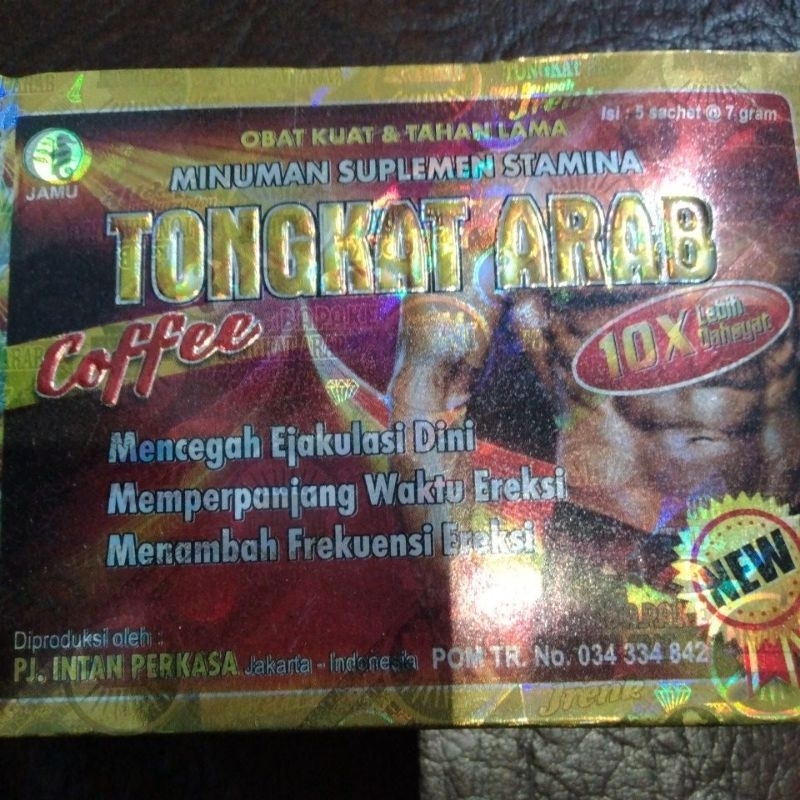 TONGKAT
Isi : 5 sachet @ 7 gram
OBAT KUAT & TAHAN LAMA
JAMU
MINUMAN SUPLEMEN STAMINA
TONGKAT ARAB
Coffee
10X Lebih Dahsyat
Mencegah Ejakulasi Dini
Memperpanjang Waktu Ereksi
Menambah Frekuensi Ereksi
NEW
Diproduksi oleh :
PJ. INTAN PERKASA Jakarta - Indonesia POM TR. No. 034 334 842